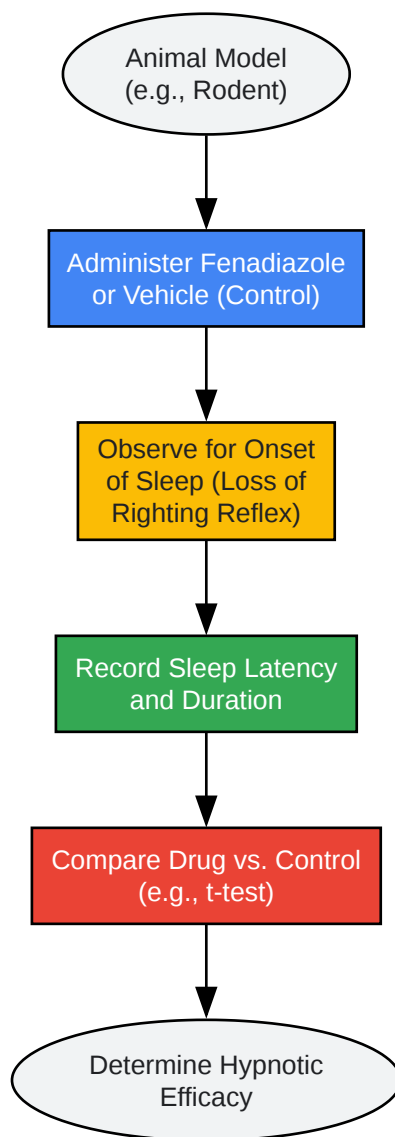 Animal Model
(e.g., Rodent)
Administer Fenadiazole
or Vehicle (Control)
Observe for Onset
of Sleep (Loss of
Righting Reflex)
Record Sleep Latency
and Duration
Compare Drug vs. Control
(e.g., t-test)
Determine Hypnotic
Efficacy